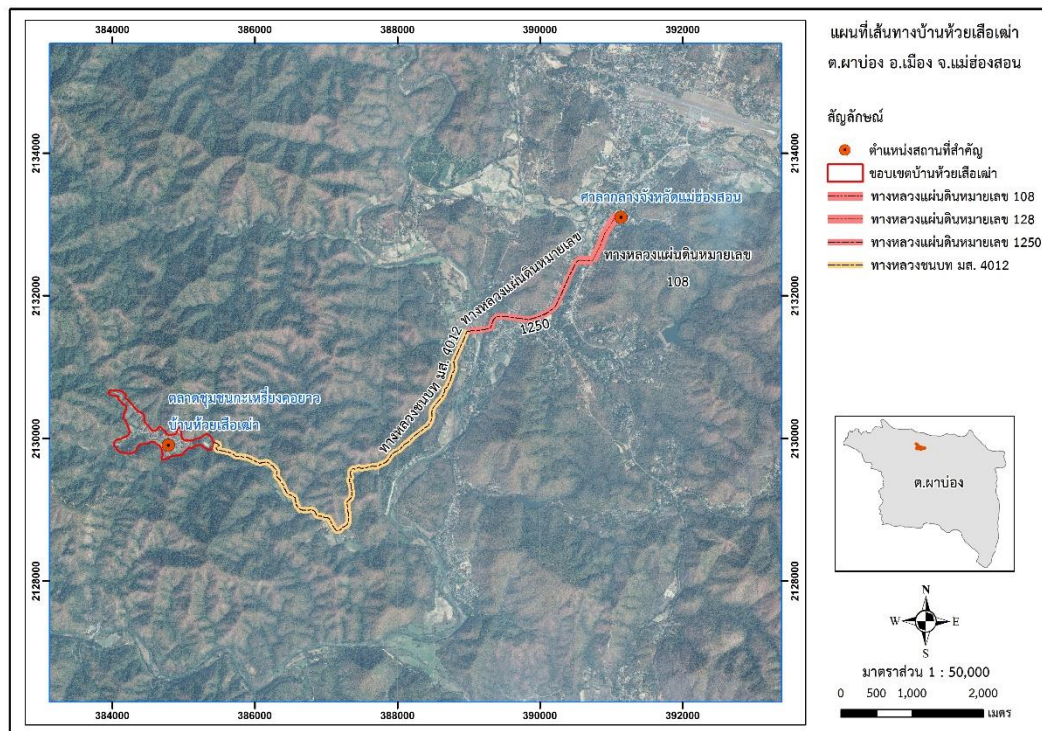 แผนที่เส้นทางบ้านห้วยเสือเฒ่า
ต.ผาบ่อง อ.เมือง จ.แม่ฮ่องสอน
สัญลักษณ์
ตำแหน่งสถานที่สำคัญ
ขอบเขตบ้านห้วยเสือเฒ่า
ทางหลวงแผ่นดินหมายเลข 108
ทางหลวงแผ่นดินหมายเลข 128
ทางหลวงแผ่นดินหมายเลข 1250
ทางหลวงชนบท มส. 4012
384000 386000 388000 390000 392000
2134000 2134000
2132000 2132000
2130000 2130000
2128000 2128000
384000 386000 388000 390000 392000
ศาลากลางจังหวัดแม่ฮ่องสอน
ทางหลวงแผ่นดินหมายเลข
108
ทางหลวงแผ่นดินหมายเลข
1250
ทางหลวงชนบท มส. 4012
ตลาดชุมชนกะเหรี่ยงคอยาว
บ้านห้วยเสือเฒ่า
ต.ผาบ่อง
N
W E
S
มาตราส่วน 1 : 50,000
0 500 1,000 2,000
เมตร